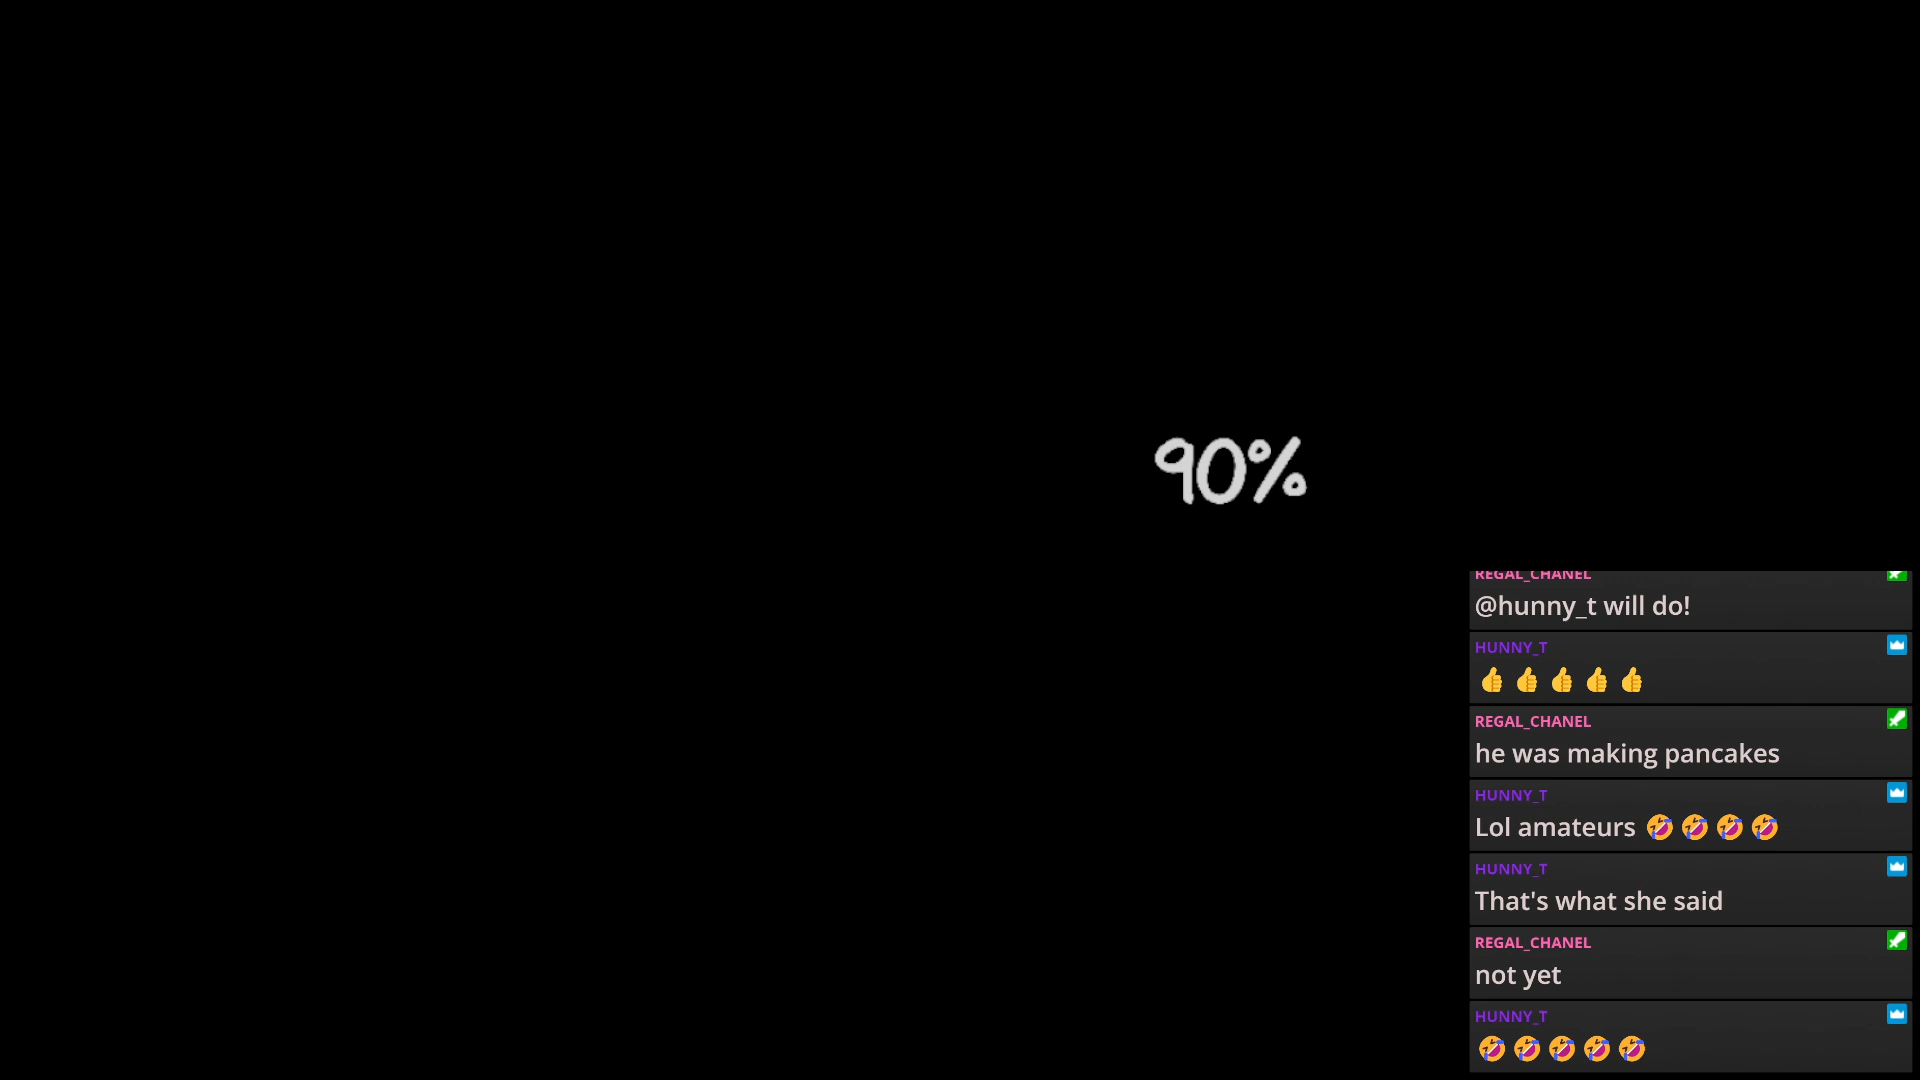 90%
REGAL_CHANEL
@hunny_t will do!
HUNNY_T
👍 👍 👍 👍 👍
REGAL_CHANEL
he was making pancakes
HUNNY_T
Lol amateurs 🤣 🤣 🤣 🤣
HUNNY_T
That's what she said
REGAL_CHANEL
not yet
HUNNY_T
🤣 🤣 🤣 🤣 🤣